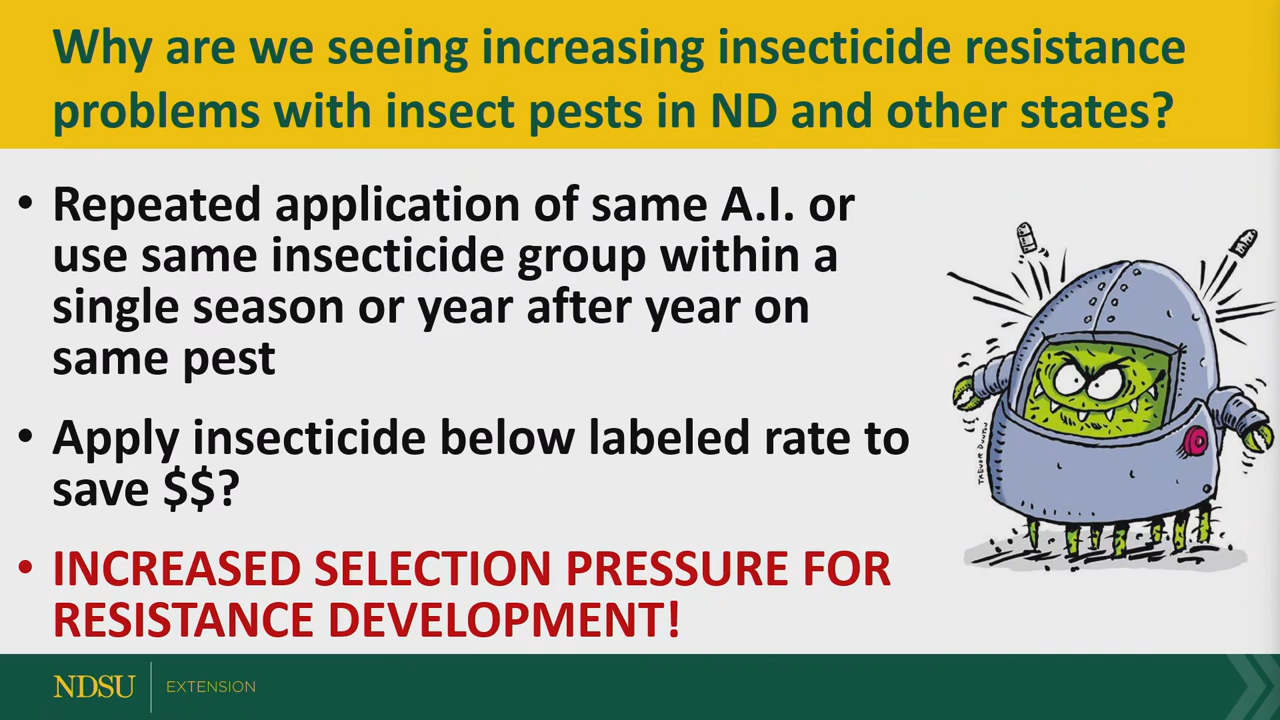 Why are we seeing increasing insecticide resistance
problems with insect pests in ND and other states?
• Repeated application of same A.I. or
use same insecticide group within a
single season or year after year on
same pest
• Apply insecticide below labeled rate to
save $$?
• INCREASED SELECTION PRESSURE FOR
RESISTANCE DEVELOPMENT!
NDSU
EXTENSION